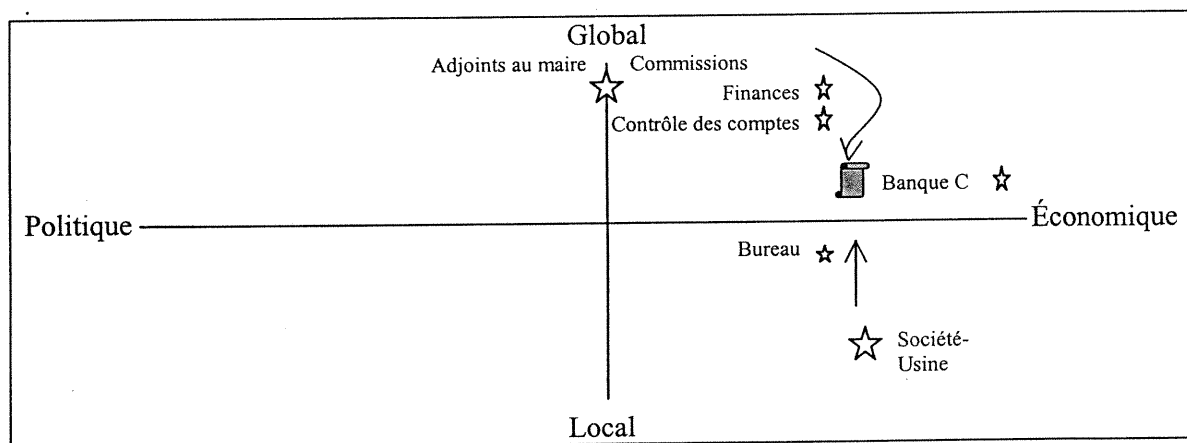 Global
Adjoints au maire
Commissions
Finances
Contrôle des comptes
Banque C
Politique
Économique
Bureau
Société-
Usine
Local